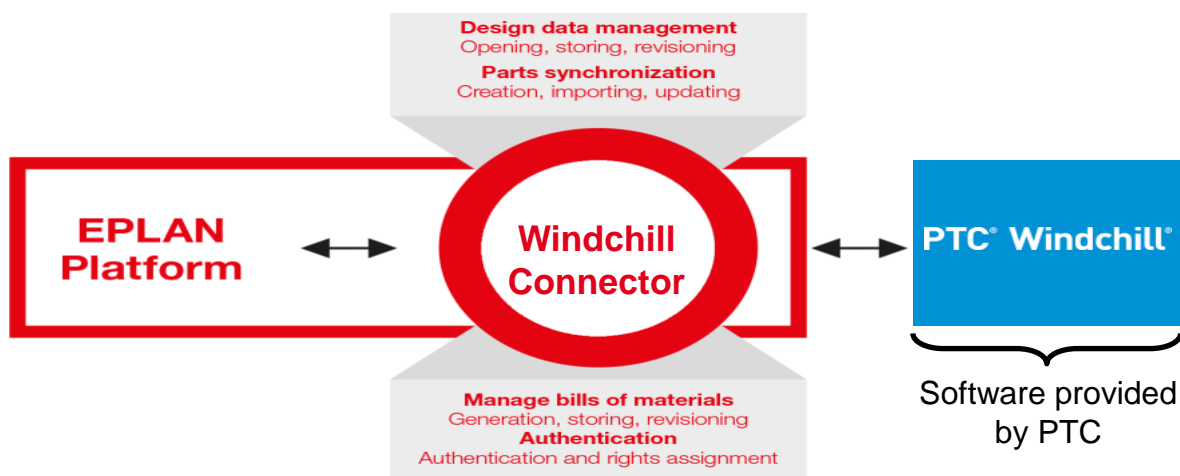 Design data management
Opening, storing, revisioning
Parts synchronization
Creation, importing, updating
EPLAN
Platform
Windchill
Connector
PTC® Windchill®
Manage bills of materials
Generation, storing, revisioning
Authentication
Authentication and rights assignment
Software provided
by PTC